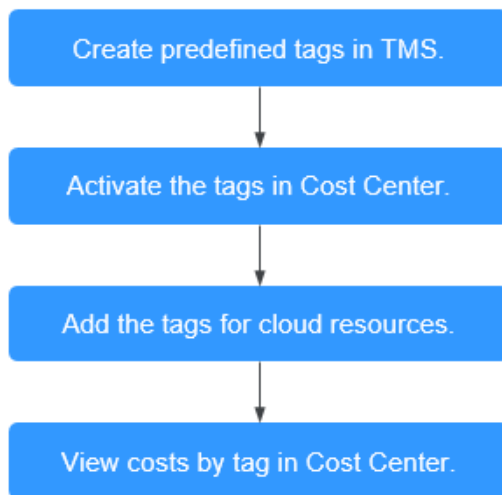 Create predefined tags in TMS.
Activate the tags in Cost Center.
Add the tags for cloud resources.
View costs by tag in Cost Center.